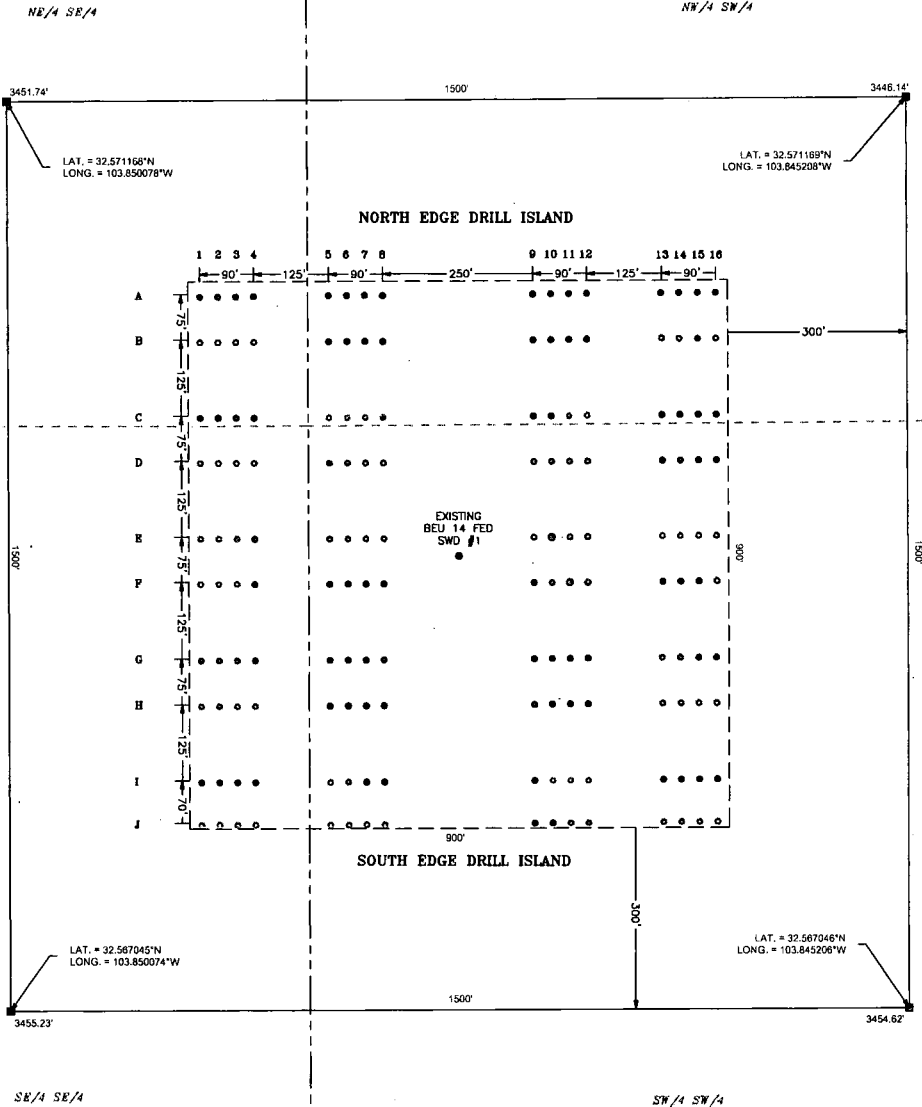 NE/4 SE/4
NW/4 SW/4
3451.74'
1500'
3446.14'
LAT. = 32.571168°N
LONG. = 103.850078°W
LAT. = 32.571169°N
LONG. = 103.845208°W
NORTH EDGE DRILL ISLAND
1 2 3 4 5 6 7 8 9 10 11 12 13 14 15 16
90' 125' 90' 250' 90' 125' 90'
A
75'
B
300'
125'
C
75'
D
125'
EXISTING
BEU 14 FED
SWD #1
E
1500'
75'
900'
1500'
F
125'
G
75'
H
125'
I
70'
J
900'
SOUTH EDGE DRILL ISLAND
300'
LAT. = 32.567045°N
LONG. = 103.850074°W
LAT. = 32.567046°N
LONG. = 103.845206°W
1500'
3455.23'
3454.62'
SE/4 SE/4
SW/4 SW/4